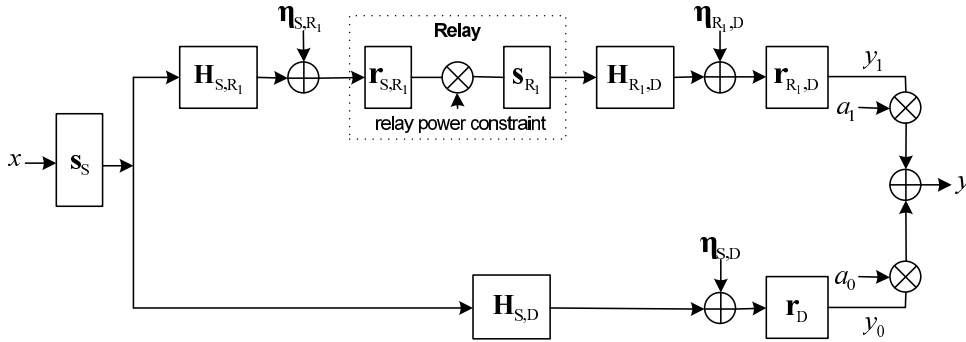 η_{S,R_1}
Relay
η_{R_1,D}
H_{S,R_1}
r_{S,R_1}
s_{R_1}
H_{R_1,D}
r_{R_1,D}
y_1
a_1
relay power constraint
x
s_S
y
η_{S,D}
a_0
H_{S,D}
r_D
y_0